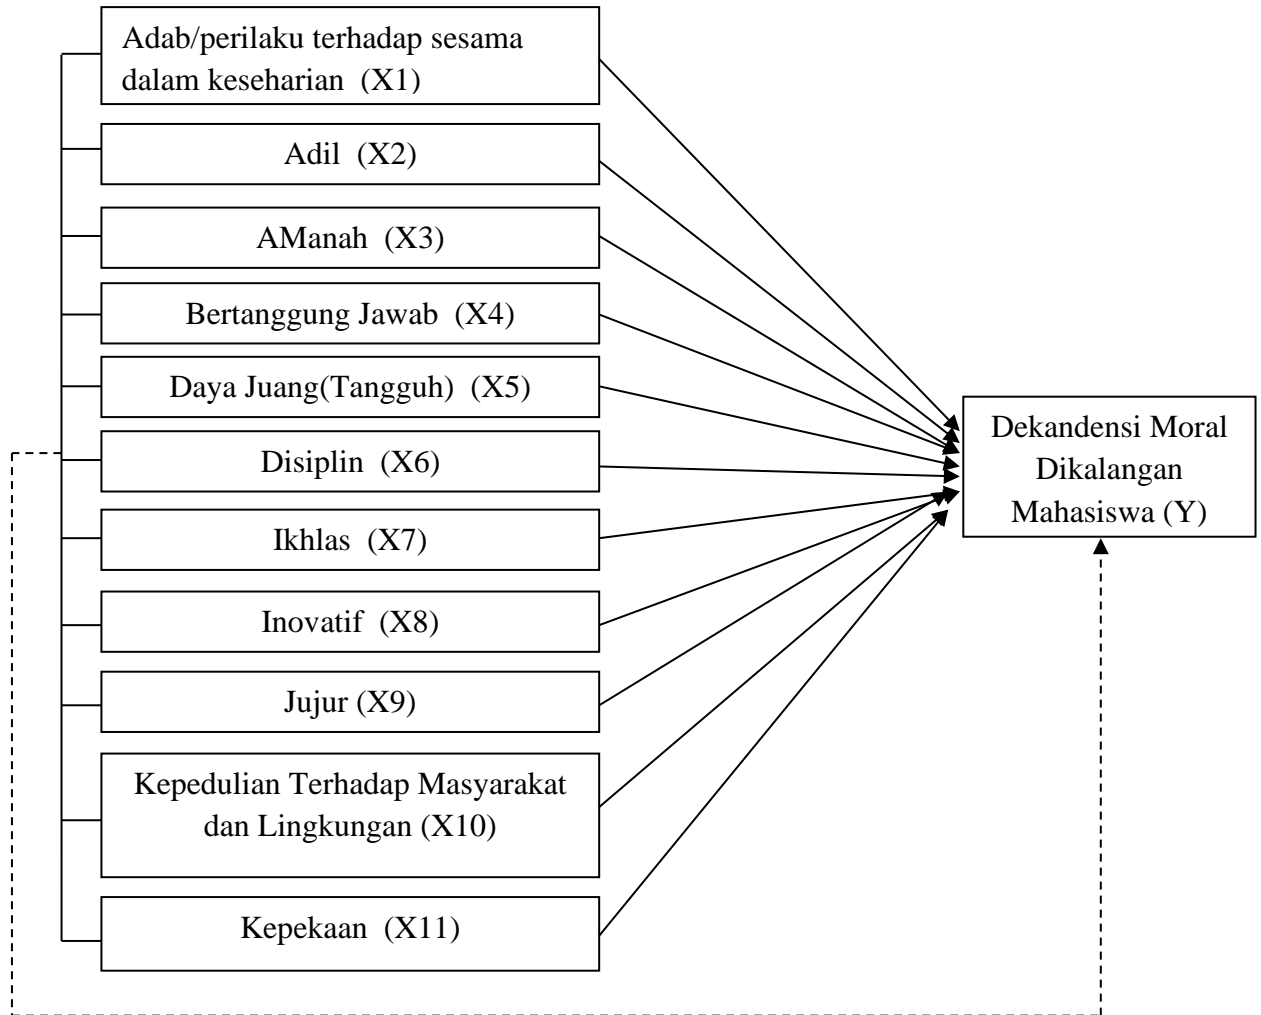 Adab/perilaku terhadap sesama
dalam keseharian (X1)
Adil (X2)
AManah (X3)
Bertanggung Jawab (X4)
Daya Juang(Tangguh) (X5)
Disiplin (X6)
Ikhlas (X7)
Inovatif (X8)
Jujur (X9)
Kepedulian Terhadap Masyarakat
dan Lingkungan (X10)
Kepekaan (X11)
Dekandensi Moral
Dikalangan
Mahasiswa (Y)